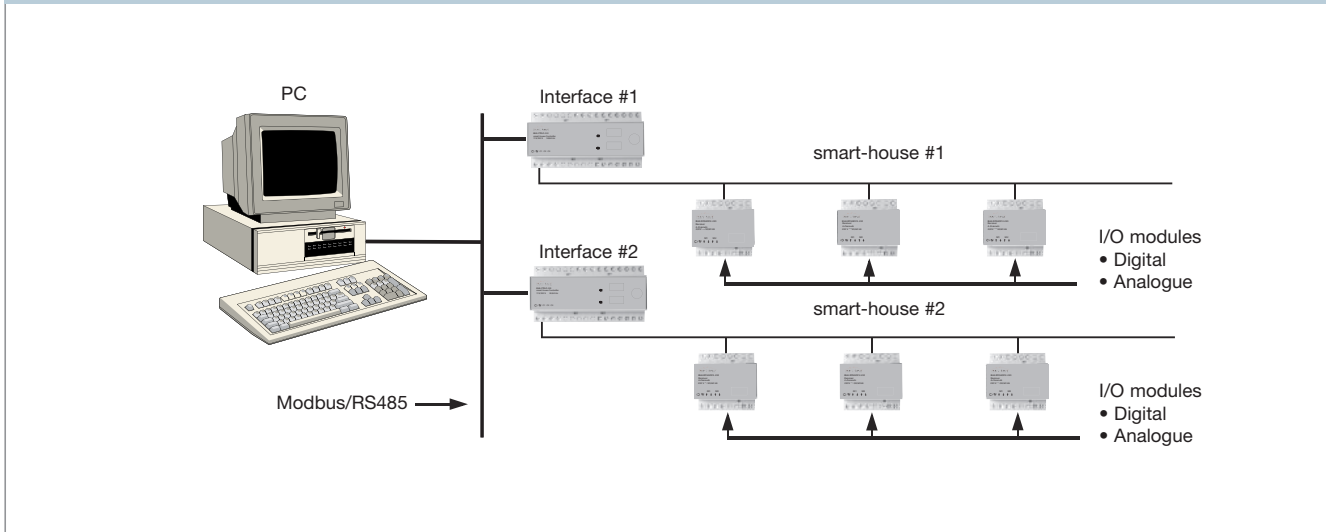 PC
Interface #1
smart-house #1
I/O modules
• Digital
• Analogue
Interface #2
smart-house #2
I/O modules
• Digital
• Analogue
Modbus/RS485